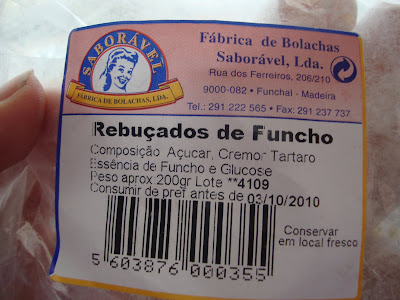 SABORÁVEL
FÁBRICA DE BOLACHAS, LDA.
Fábrica de Bolachas
Saborável, Lda.
Rua dos Ferreiros, 206/210
9000-082 • Funchal - Madeira
Tel.: 291 222 565 • Fax: 291 237 737
Rebuçados de Funcho
Composição. Açucar, Cremor Tartaro
Essência de Funcho e Glucose
Peso aprox 200gr Lote **4109
Consumir de pref antes de 03/10/2010
Conservar
em local fresco
5 603876 000355